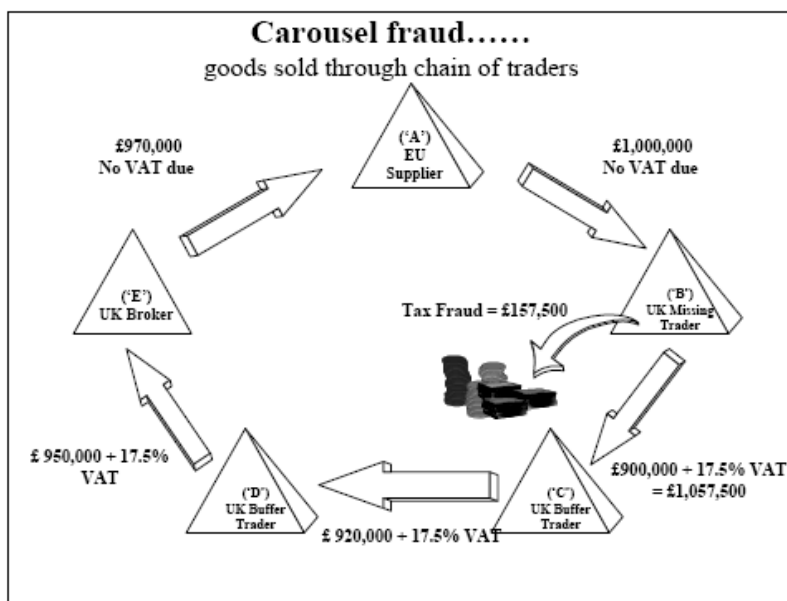 Carousel fraud......
goods sold through chain of traders
£970,000
No VAT due
('A')
EU
Supplier
£1,000,000
No VAT due
('E')
UK Broker
Tax Fraud = £157,500
('B')
UK Missing
Trader
£ 950,000 + 17.5%
VAT
('D')
UK Buffer
Trader
£ 920,000 + 17.5% VAT
('C')
UK Buffer
Trader
£900,000 + 17.5% VAT
= £1,057,500